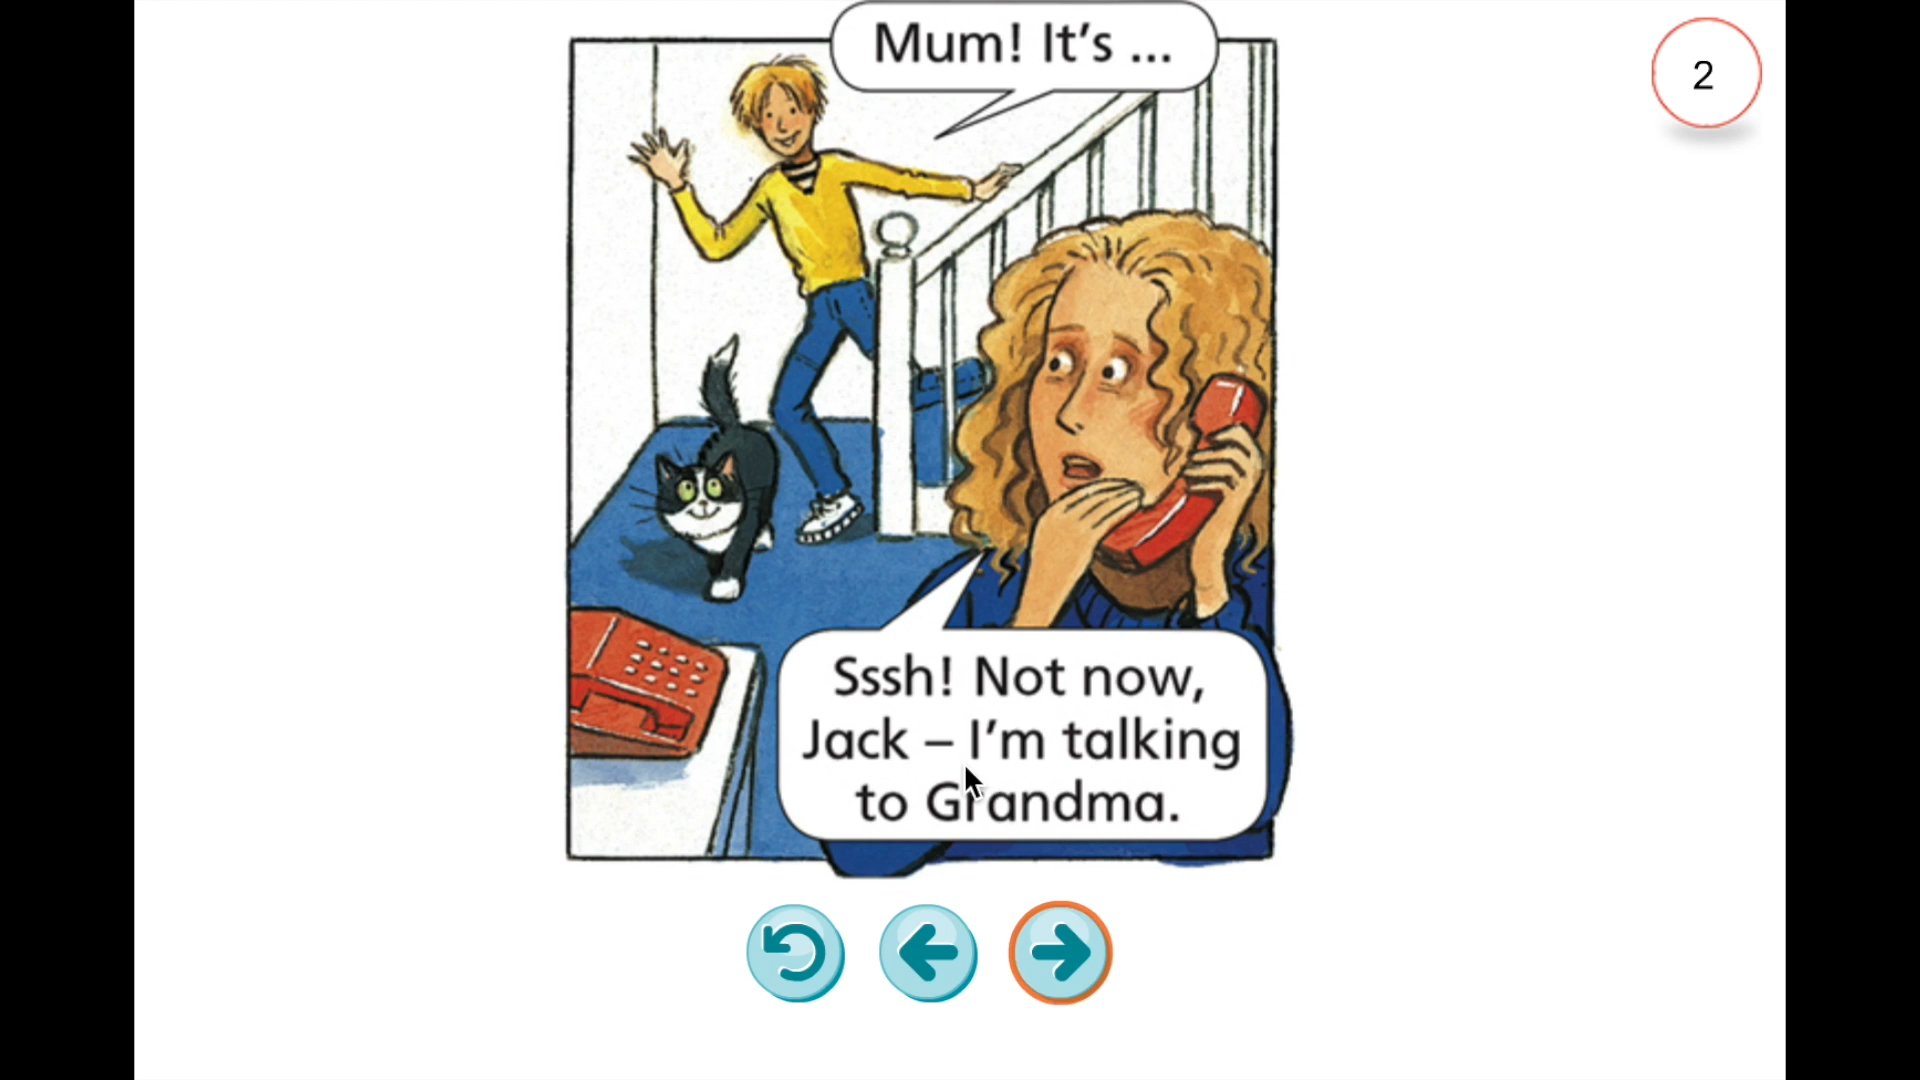 Mum! It’s ...
2
Sssh! Not now,
Jack – I’m talking
to Grandma.